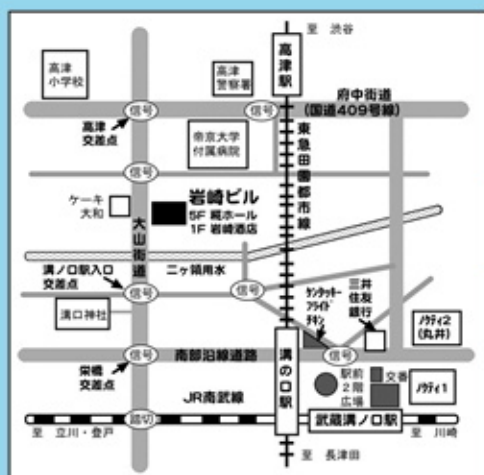 至 渋谷
高津駅
高津
小学校
高津
警察署
府中街道
(国道409号線)
信号
信号
高津
交差点
帝京大学
付属病院
東急田園都市線
信号
ケーキ
大和
岩崎ビル
5F 縦ホール
1F 岩崎酒店
大山街道
溝ノ口駅入口
交差点
二ヶ領用水
信号
信号
ケンタッキー
フライド
チキン
三井
住友
銀行
溝口神社
ノクティ2
(丸井)
信号
南部沿線道路
溝の口駅
信号
栄橋
交差点
駅前
2階
広場
交番
ノクティ1
JR南武線
踏切
武蔵溝ノ口駅
至 立川・登戸
至 川崎
至 長津田